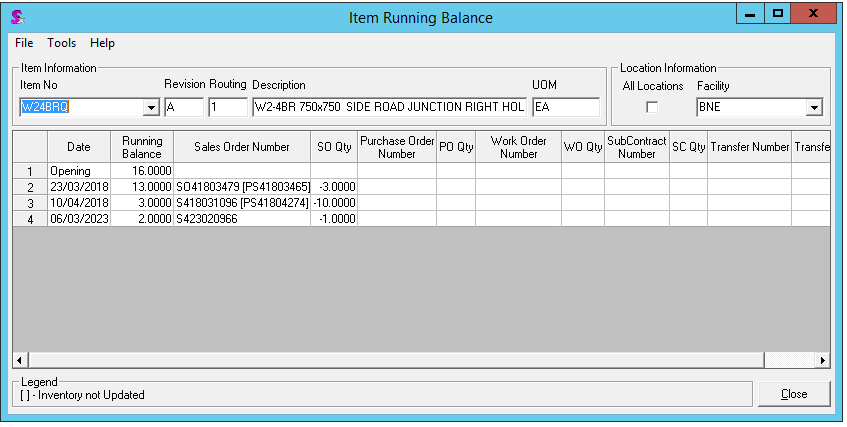 Item Running Balance
File Tools Help
Item Information
Location Information
Item No Revision Routing Description UOM
All Locations Facility
W24BRQ A 1 W2-4BR 750x750 SIDE ROAD JUNCTION RIGHT HOL EA
BNE
Date Running Balance Sales Order Number SO Qty Purchase Order Number PO Qty Work Order Number WO Qty SubContract Number SC Qty Transfer Number Transfe
1 Opening 16.0000
2 23/03/2018 13.0000 SO41803479 [PS41803465] -3.0000
3 10/04/2018 3.0000 S418031096 [PS41804274] -10.0000
4 06/03/2023 2.0000 S423020966 -1.0000
Legend
[ ] - Inventory not Updated
Close